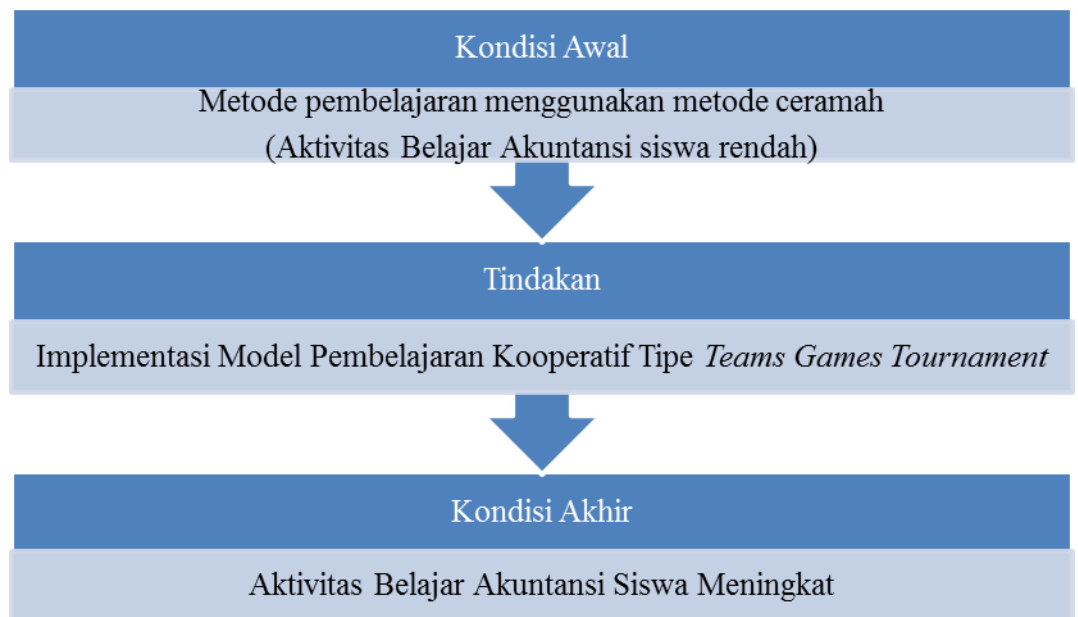 Kondisi Awal
Metode pembelajaran menggunakan metode ceramah
(Aktivitas Belajar Akuntansi siswa rendah)
Tindakan
Implementasi Model Pembelajaran Kooperatif Tipe Teams Games Tournament
Kondisi Akhir
Aktivitas Belajar Akuntansi Siswa Meningkat